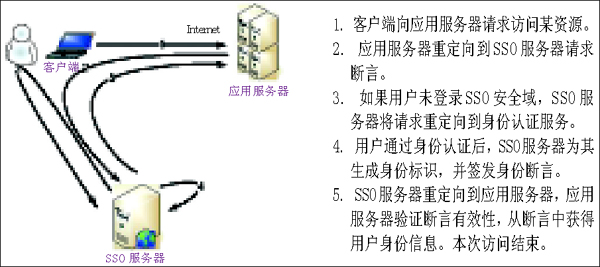 Internet
客户端
应用服务器
SSO 服务器
1. 客户端向应用服务器请求访问某资源。
2. 应用服务器重定向到SSO服务器请求
断言。
3. 如果用户未登录SSO安全域，SSO服
务器将请求重定向到身份认证服务。
4. 用户通过身份认证后，SSO服务器为其
生成身份标识，并签发身份断言。
5. SSO服务器重定向到应用服务器，应用
服务器验证断言有效性，从断言中获得
用户身份信息。本次访问结束。